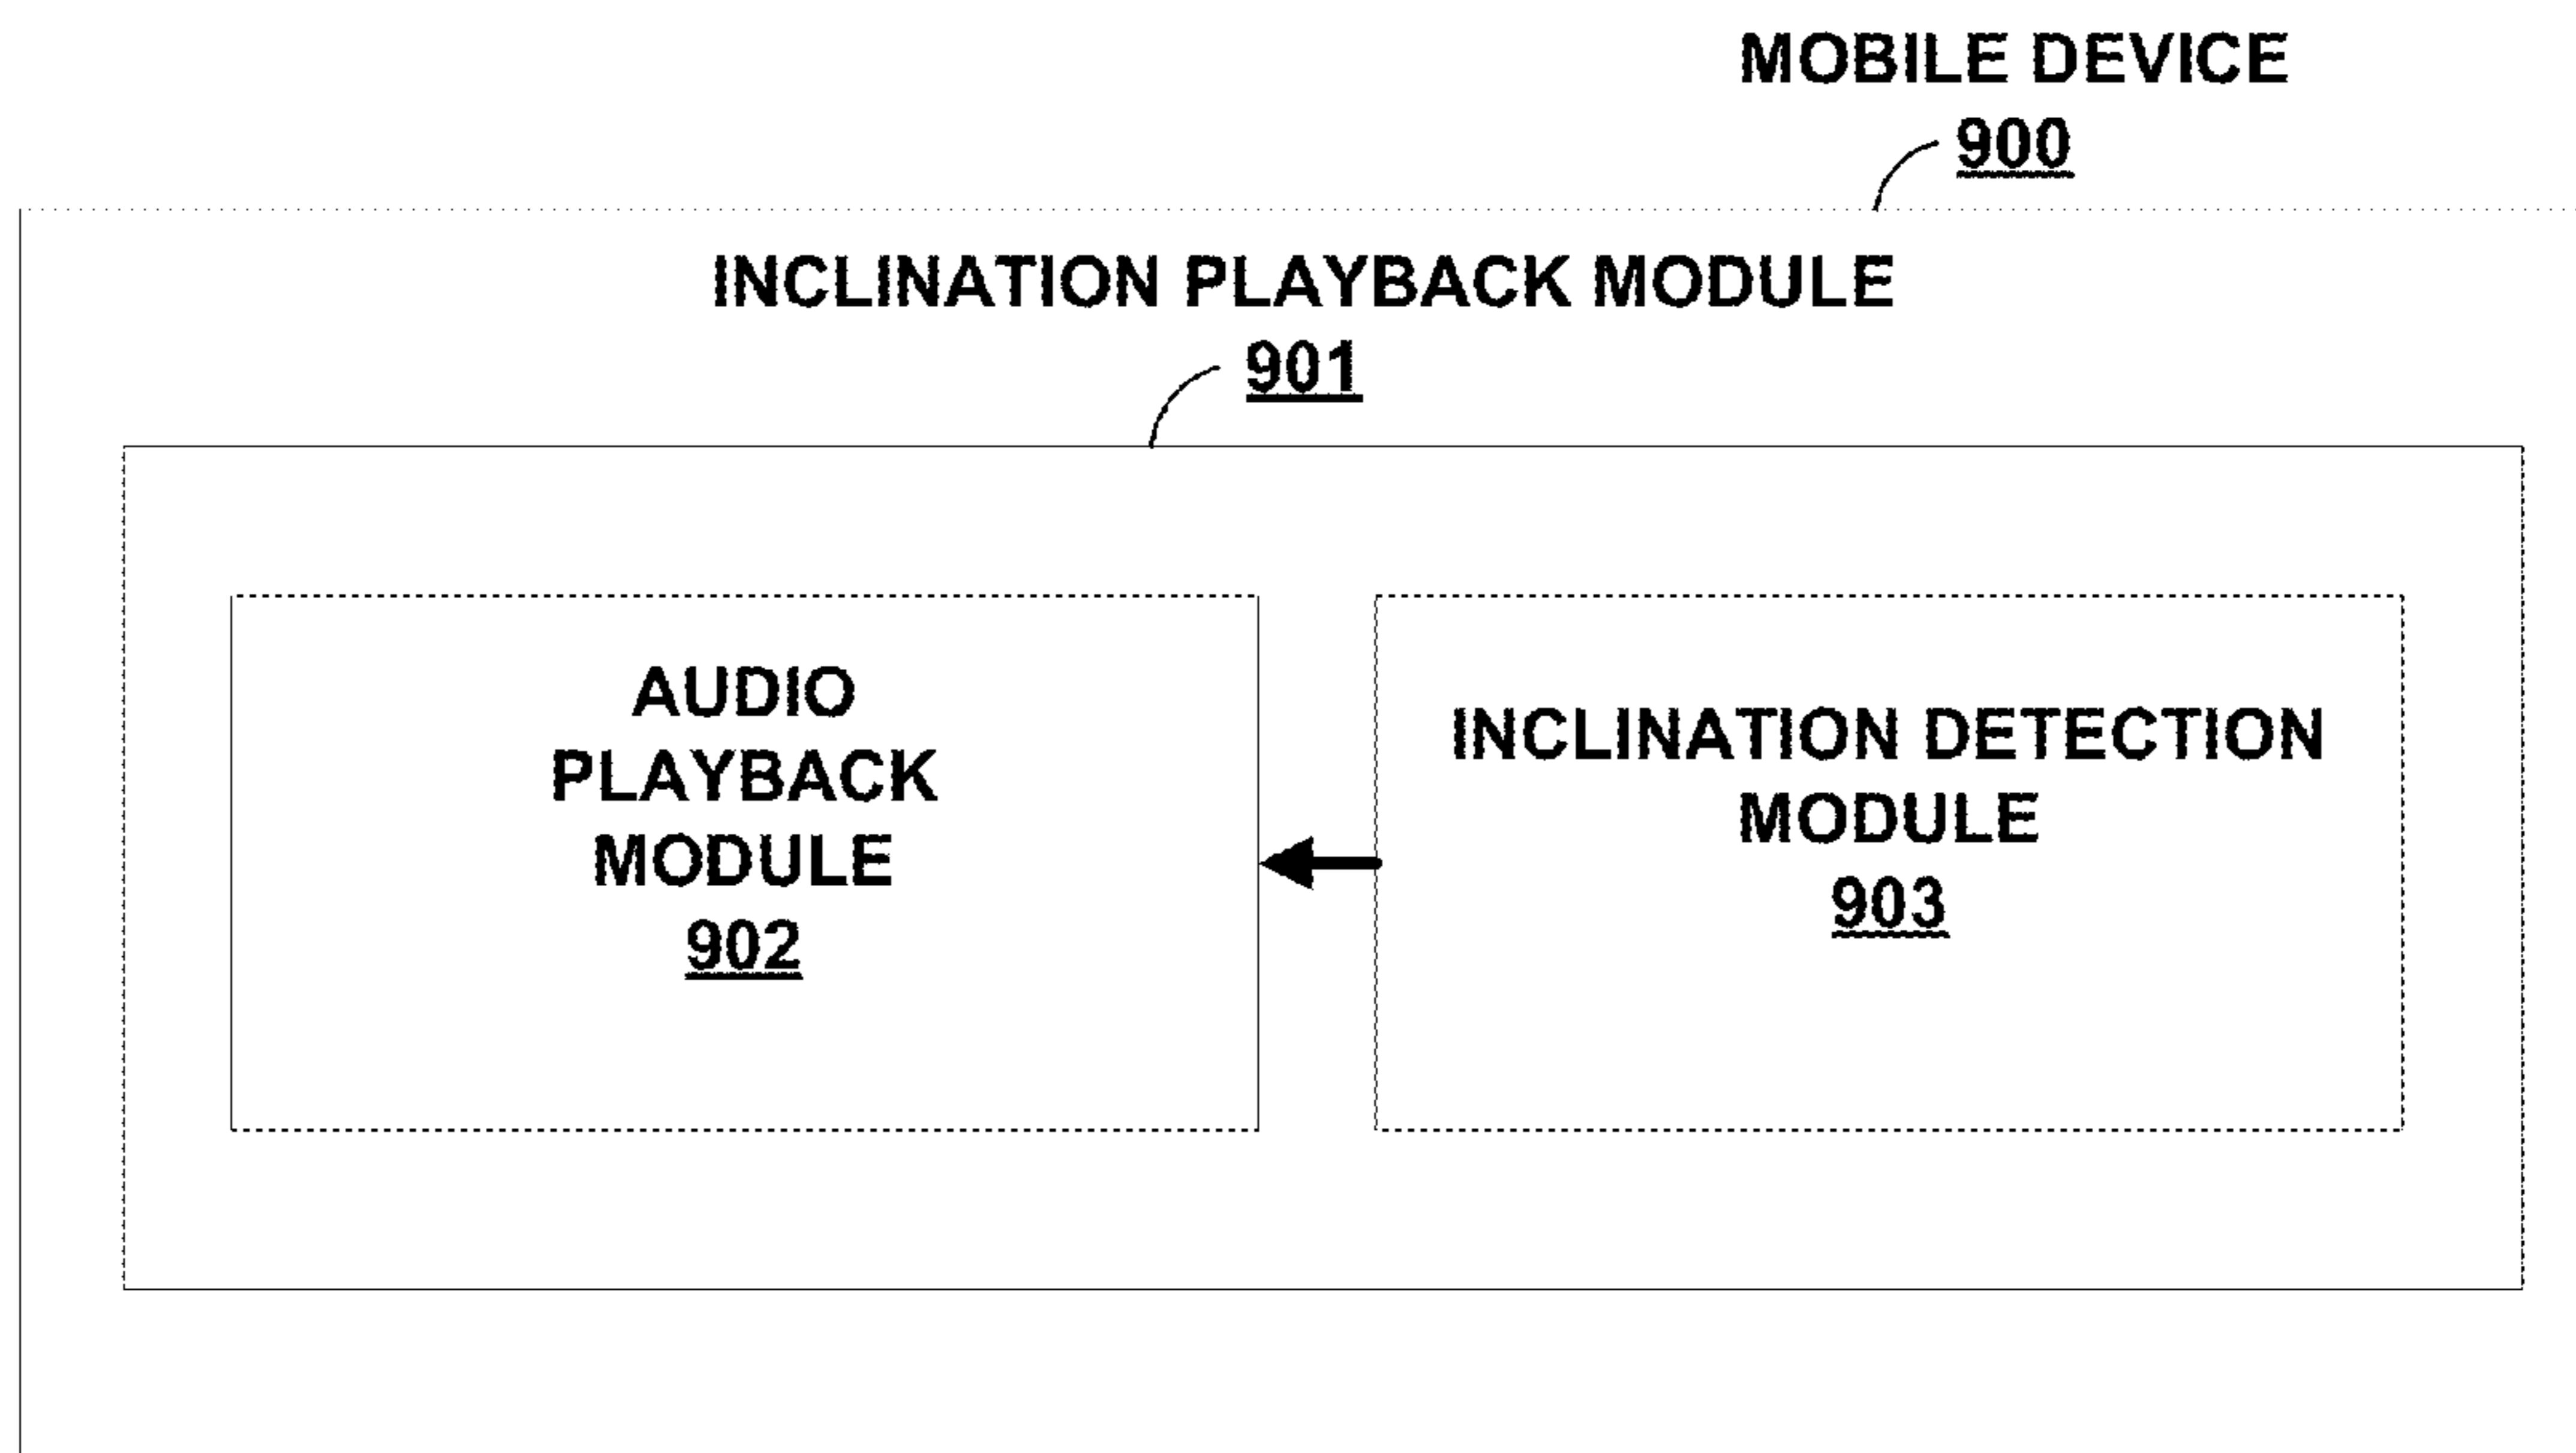 MOBILE DEVICE
900
INCLINATION PLAYBACK MODULE
901
AUDIO
PLAYBACK
MODULE
902
INCLINATION DETECTION
MODULE
903